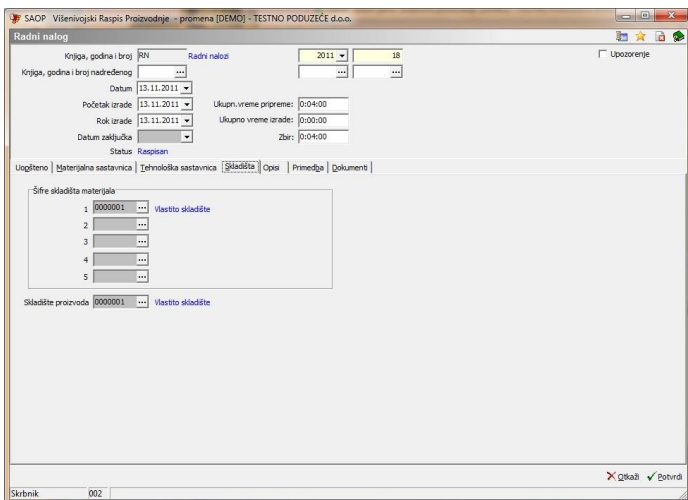 SAOP Višenivojski Raspis Proizvodnje - promena [DEMO] - TESTNO PODUZEĆE d.o.o.
Radni nalog
Knjiga, godina i broj RN Radni nalozi 2011 18 Upozorenje
Knjiga, godina i broj nadređenog ... ... ...
Datum 13.11.2011
Početak izrade 13.11.2011 Ukupn.vreme pripreme: 0:04:00
Rok izrade 13.11.2011 Ukupno vreme izrade: 0:00:00
Datum zaključka Zbir: 0:04:00
Status Raspisan
Uopšteno Materijalna sastavnica Tehnološka sastavnica Skladišta Opisi Primedba Dokumenti
Šifre skladišta materijala
1 0000001 ... Vlastito skladište
2 ...
3 ...
4 ...
5 ...
Skladište proizvoda 0000001 ... Vlastito skladište
Otkaži Potvrdi
Skrbnik 002